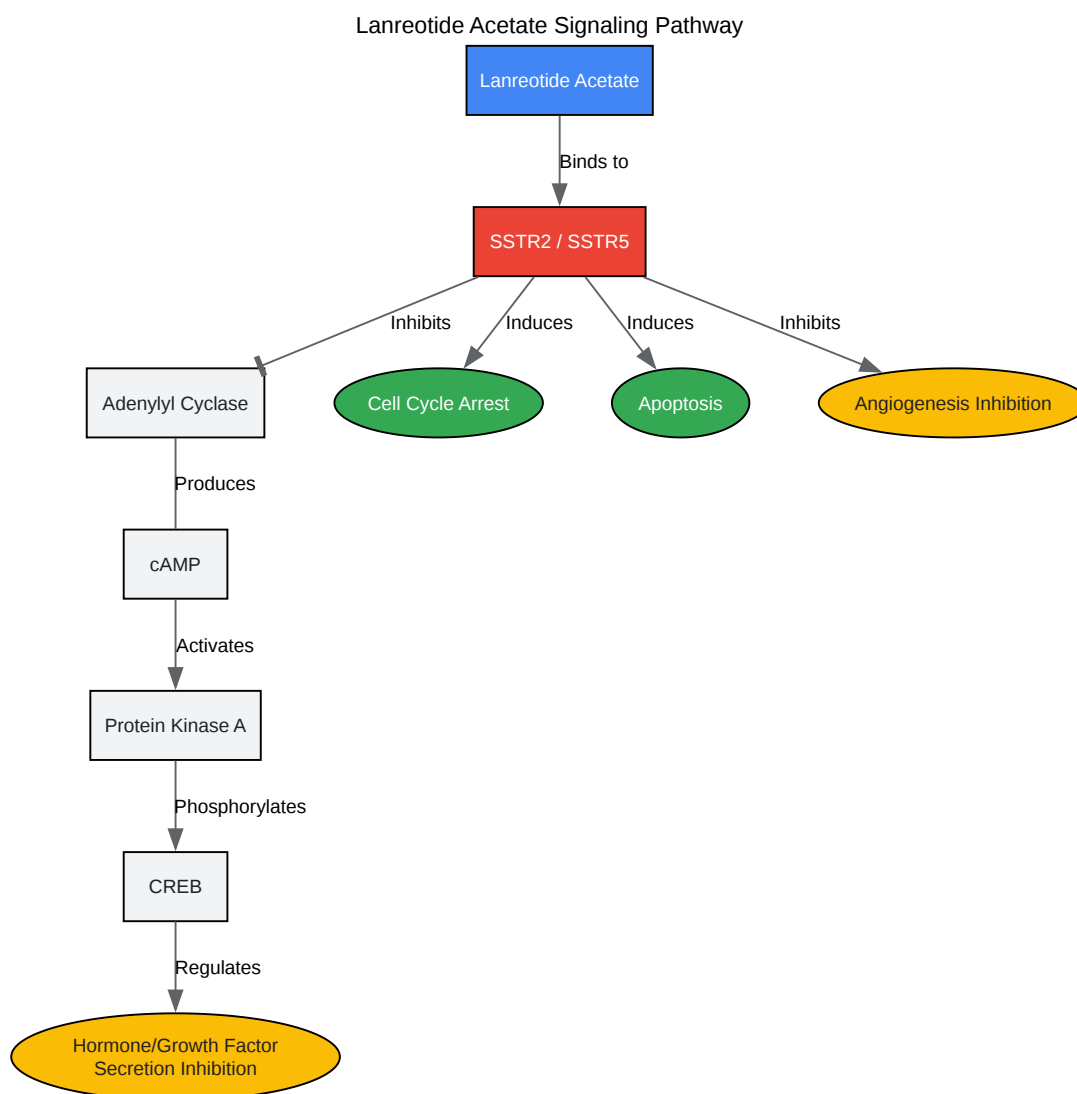 Lanreotide Acetate Signaling Pathway
Lanreotide Acetate
Binds to
SSTR2 / SSTR5
Inhibits
Induces
Induces
Inhibits
Adenylyl Cyclase
Cell Cycle Arrest
Apoptosis
Angiogenesis Inhibition
Produces
cAMP
Activates
Protein Kinase A
Phosphorylates
CREB
Regulates
Hormone/Growth Factor
Secretion Inhibition